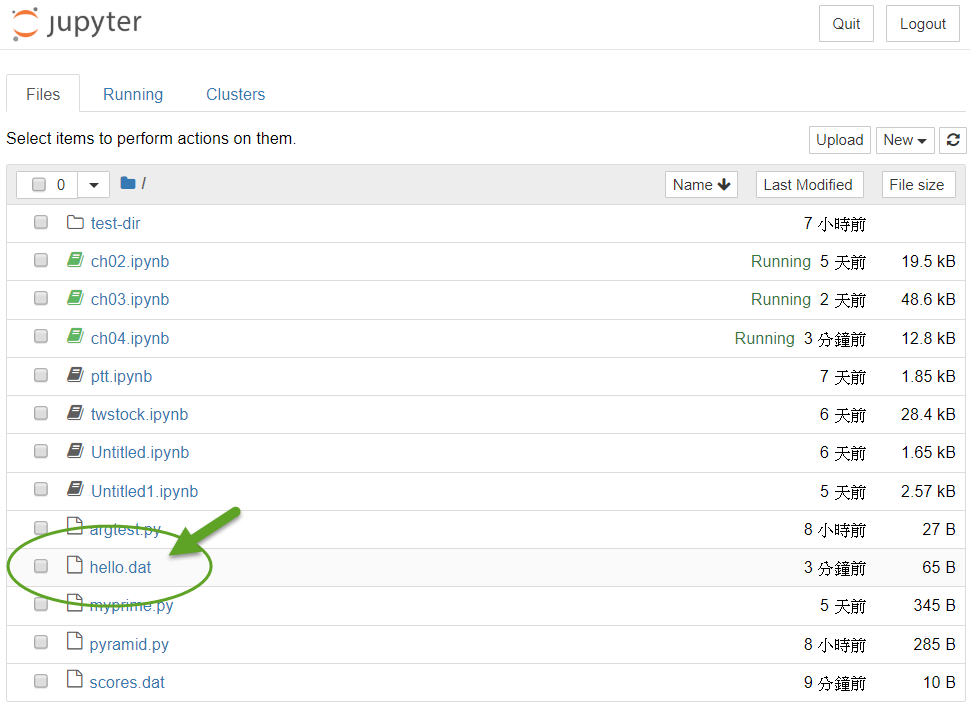 jupyter Quit Logout
Files Running Clusters
Select items to perform actions on them. Upload New
0 / Name Last Modified File size
test-dir 7 小時前
ch02.ipynb Running 5 天前 19.5 kB
ch03.ipynb Running 2 天前 48.6 kB
ch04.ipynb Running 3 分鐘前 12.8 kB
ptt.ipynb 7 天前 1.85 kB
twstock.ipynb 6 天前 28.4 kB
Untitled.ipynb 6 天前 1.65 kB
Untitled1.ipynb 5 天前 2.57 kB
argtest.py 8 小時前 27 B
hello.dat 3 分鐘前 65 B
myprime.py 5 天前 345 B
pyramid.py 8 小時前 285 B
scores.dat 9 分鐘前 10 B